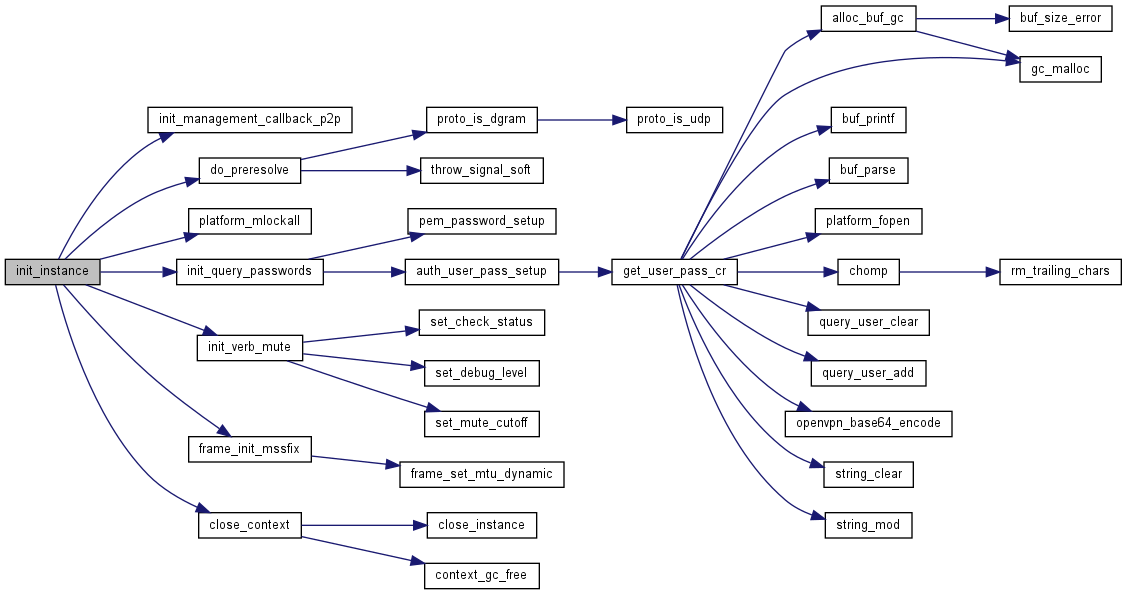 alloc_buf_gc
buf_size_error
gc_malloc
init_management_callback_p2p
proto_is_dgram
proto_is_udp
buf_printf
do_preresolve
throw_signal_soft
buf_parse
platform_mlockall
pem_password_setup
platform_fopen
init_instance
init_query_passwords
auth_user_pass_setup
get_user_pass_cr
chomp
rm_trailing_chars
set_check_status
query_user_clear
init_verb_mute
set_debug_level
query_user_add
set_mute_cutoff
openvpn_base64_encode
frame_init_mssfix
frame_set_mtu_dynamic
string_clear
close_context
close_instance
string_mod
context_gc_free